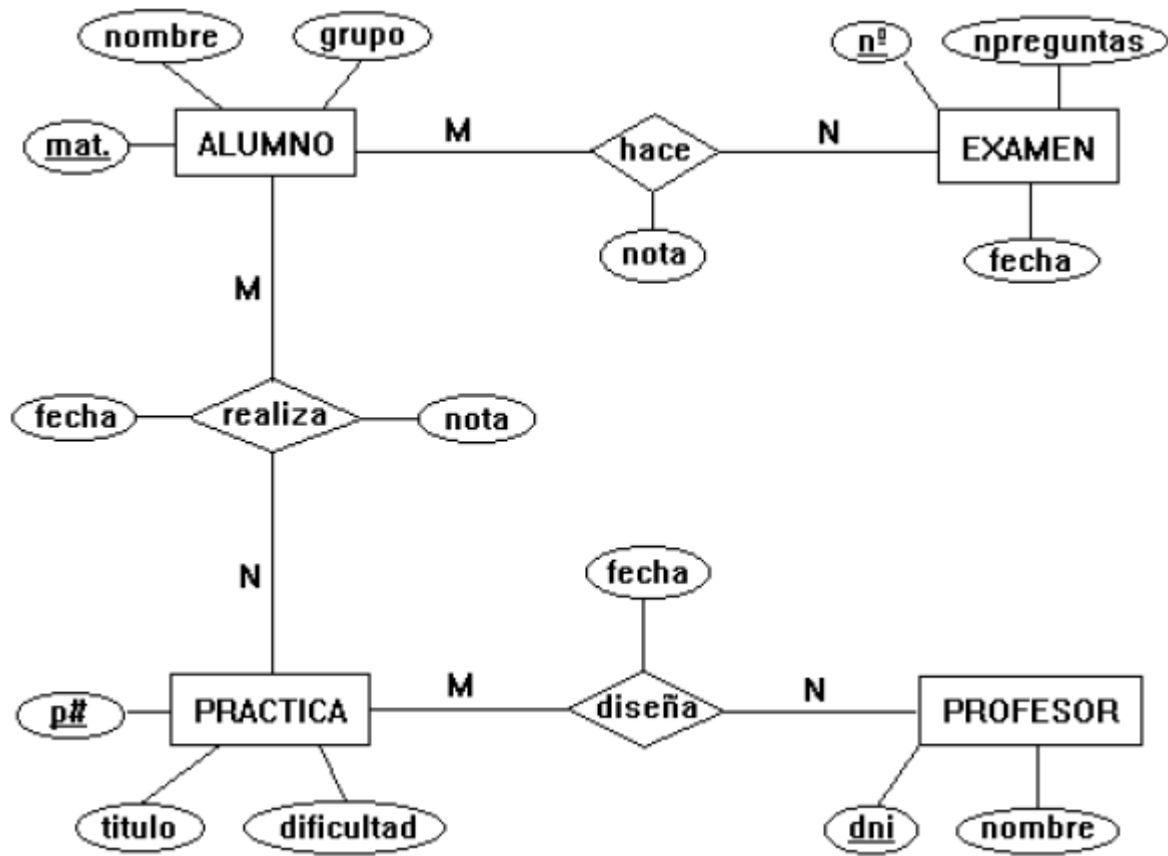 nombre
grupo
nº
npreguntas
mat.
ALUMNO
M
hace
N
EXAMEN
nota
fecha
M
fecha
realiza
nota
N
fecha
p#
PRACTICA
M
diseña
N
PROFESOR
titulo
dificultad
dni
nombre